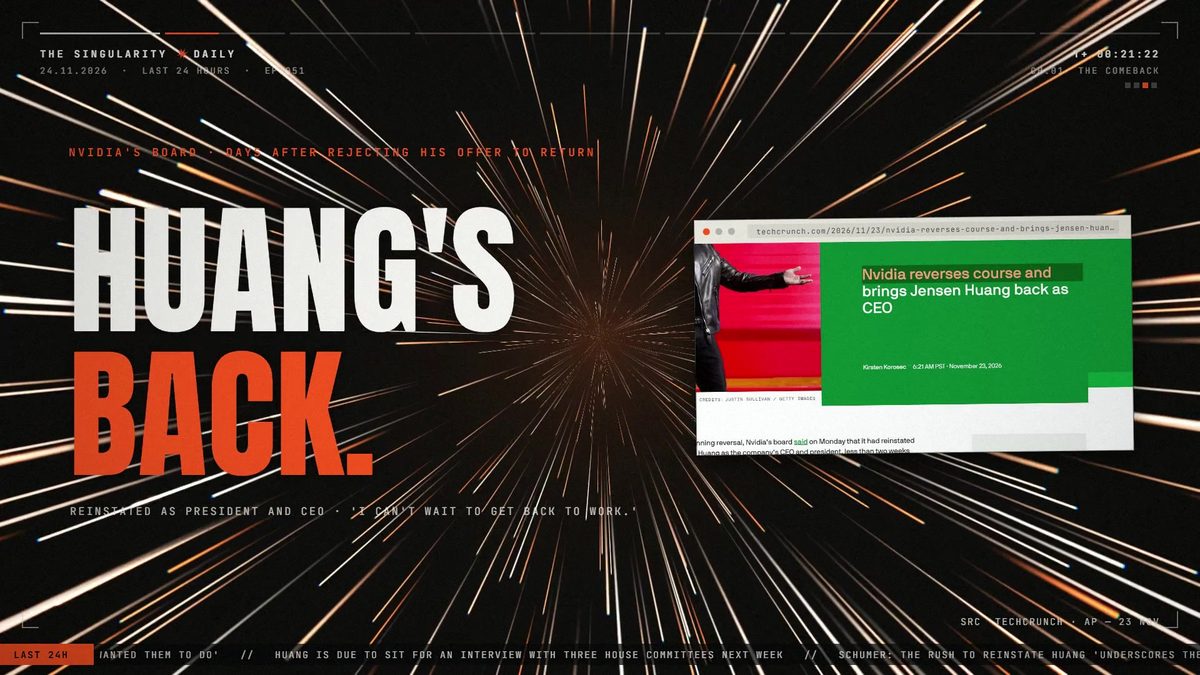 THE SINGULARITY DAILY
24.11.2026 · LAST 24 HOURS ·
00:21:22
THE COMEBACK
NVIDIA'S BOARD · DAYS AFTER REJECTING HIS OFFER TO RETURN
HUANG'S
BACK.
REINSTATED AS PRESIDENT AND CEO · 'I CAN'T WAIT TO GET BACK TO WORK.'
techcrunch.com/2026/11/23/nvidia-reverses-course-and-brings-jensen-huan…
Nvidia reverses course and
brings Jensen Huang back as
CEO
Kirsten Korosec 6:21 AM PST · November 23, 2026
CREDITS: JUSTIN SULLIVAN / GETTY IMAGES
nning reversal, Nvidia's board said on Monday that it had reinstated
Huang as the company's CEO and president, less than two weeks
SRC TECHCRUNCH · AP — 23 NOV
LAST 24H
IANTED THEM TO DO' // HUANG IS DUE TO SIT FOR AN INTERVIEW WITH THREE HOUSE COMMITTEES NEXT WEEK // SCHUMER: THE RUSH TO REINSTATE HUANG 'UNDERSCORES THE